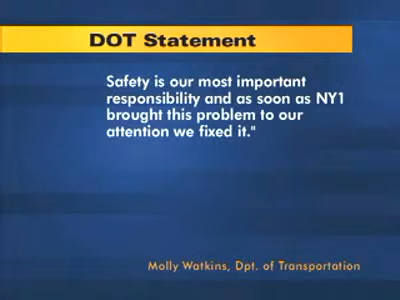 DOT Statement
Safety is our most important
responsibility and as soon as NY1
brought this problem to our
attention we fixed it."
Molly Watkins, Dpt. of Transportation